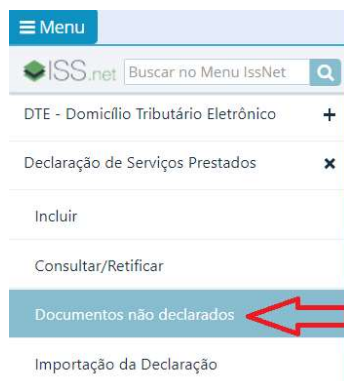 Menu
ISS.net Buscar no Menu IssNet
DTE - Domicílio Tributário Eletrônico +
Declaração de Serviços Prestados ×
Incluir
Consultar/Retificar
Documentos não declarados
Importação da Declaração